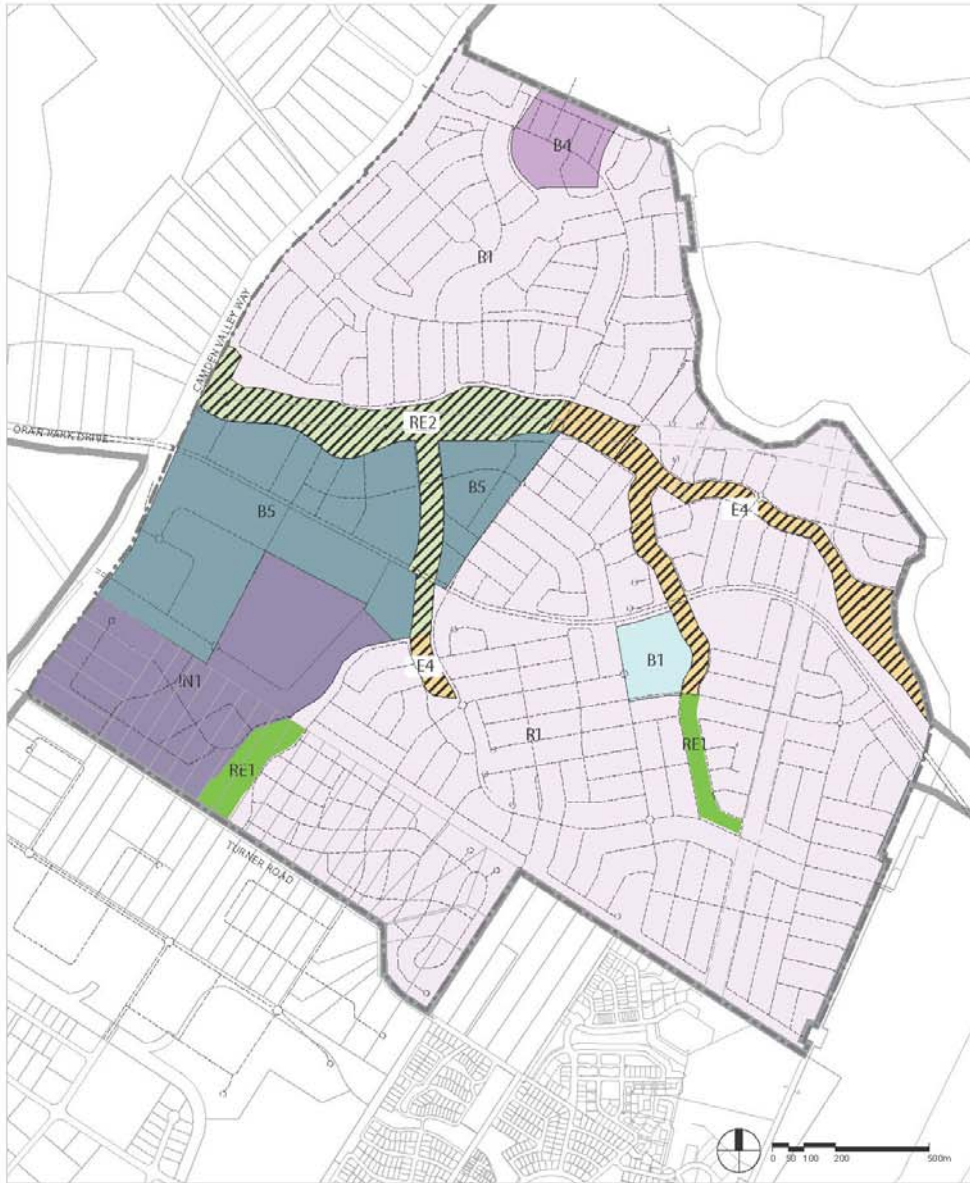 B4
R1
CAMDEN VALLEY WAY
RE2
ORAN PARK DRIVE
B5
B5
E4
E4
B1
IN1
R1
RE1
RE1
TURNER ROAD
0 50 100 200 500m